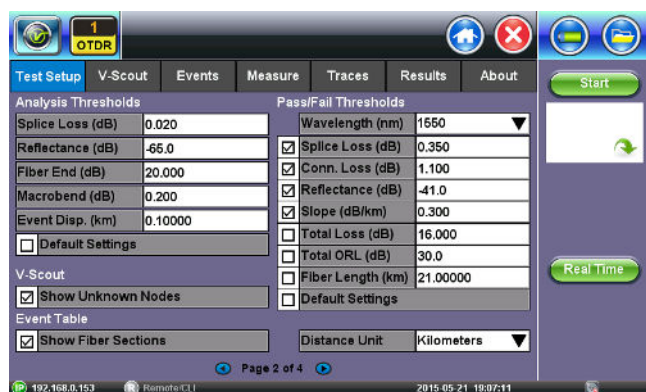 1
OTDR
Test Setup V-Scout Events Measure Traces Results About
Start
Analysis Thresholds
Splice Loss (dB) 0.020
Reflectance (dB) -65.0
Fiber End (dB) 20.000
Macrobend (dB) 0.200
Event Disp. (km) 0.10000
Default Settings
V-Scout
Show Unknown Nodes
Event Table
Show Fiber Sections
Pass/Fail Thresholds
Wavelength (nm) 1550
Splice Loss (dB) 0.350
Conn. Loss (dB) 1.100
Reflectance (dB) -41.0
Slope (dB/km) 0.300
Total Loss (dB) 16.000
Total ORL (dB) 30.0
Fiber Length (km) 21.00000
Default Settings
Distance Unit Kilometers
Real Time
Page 2 of 4
IP 192.168.0.153 R Remote/CLI 2015-05-21 19:07:11